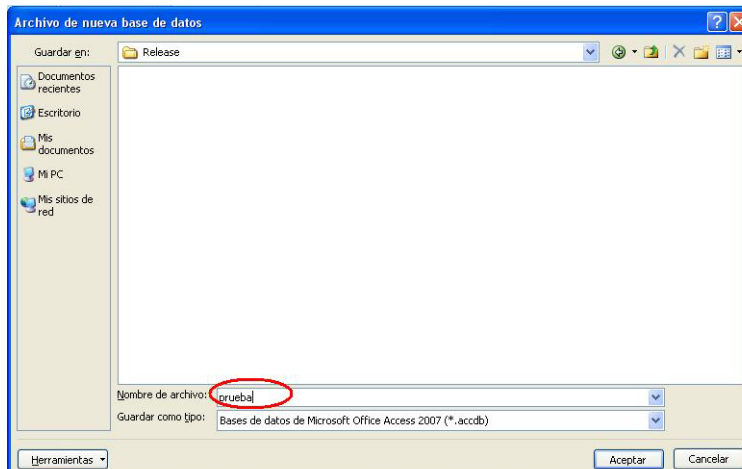 Archivo de nueva base de datos
Guardar en:
Release
Documentos
recientes
Escritorio
Mis
documentos
Mi PC
Mis sitios de
red
Nombre de archivo:
prueba
Guardar como tipo:
Bases de datos de Microsoft Office Access 2007 (*.accdb)
Herramientas
Aceptar
Cancelar